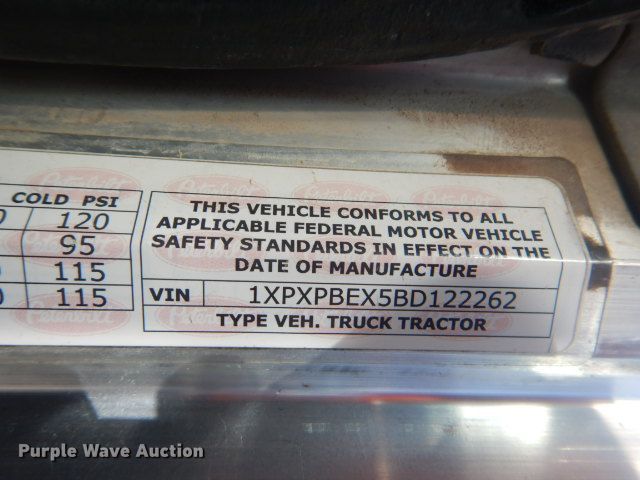 COLD PSI
120
95
115
115
THIS VEHICLE CONFORMS TO ALL
APPLICABLE FEDERAL MOTOR VEHICLE
SAFETY STANDARDS IN EFFECT ON THE
DATE OF MANUFACTURE
VIN 1XPXPBEX5BD122262
TYPE VEH. TRUCK TRACTOR
Peterbilt
Purple Wave Auction